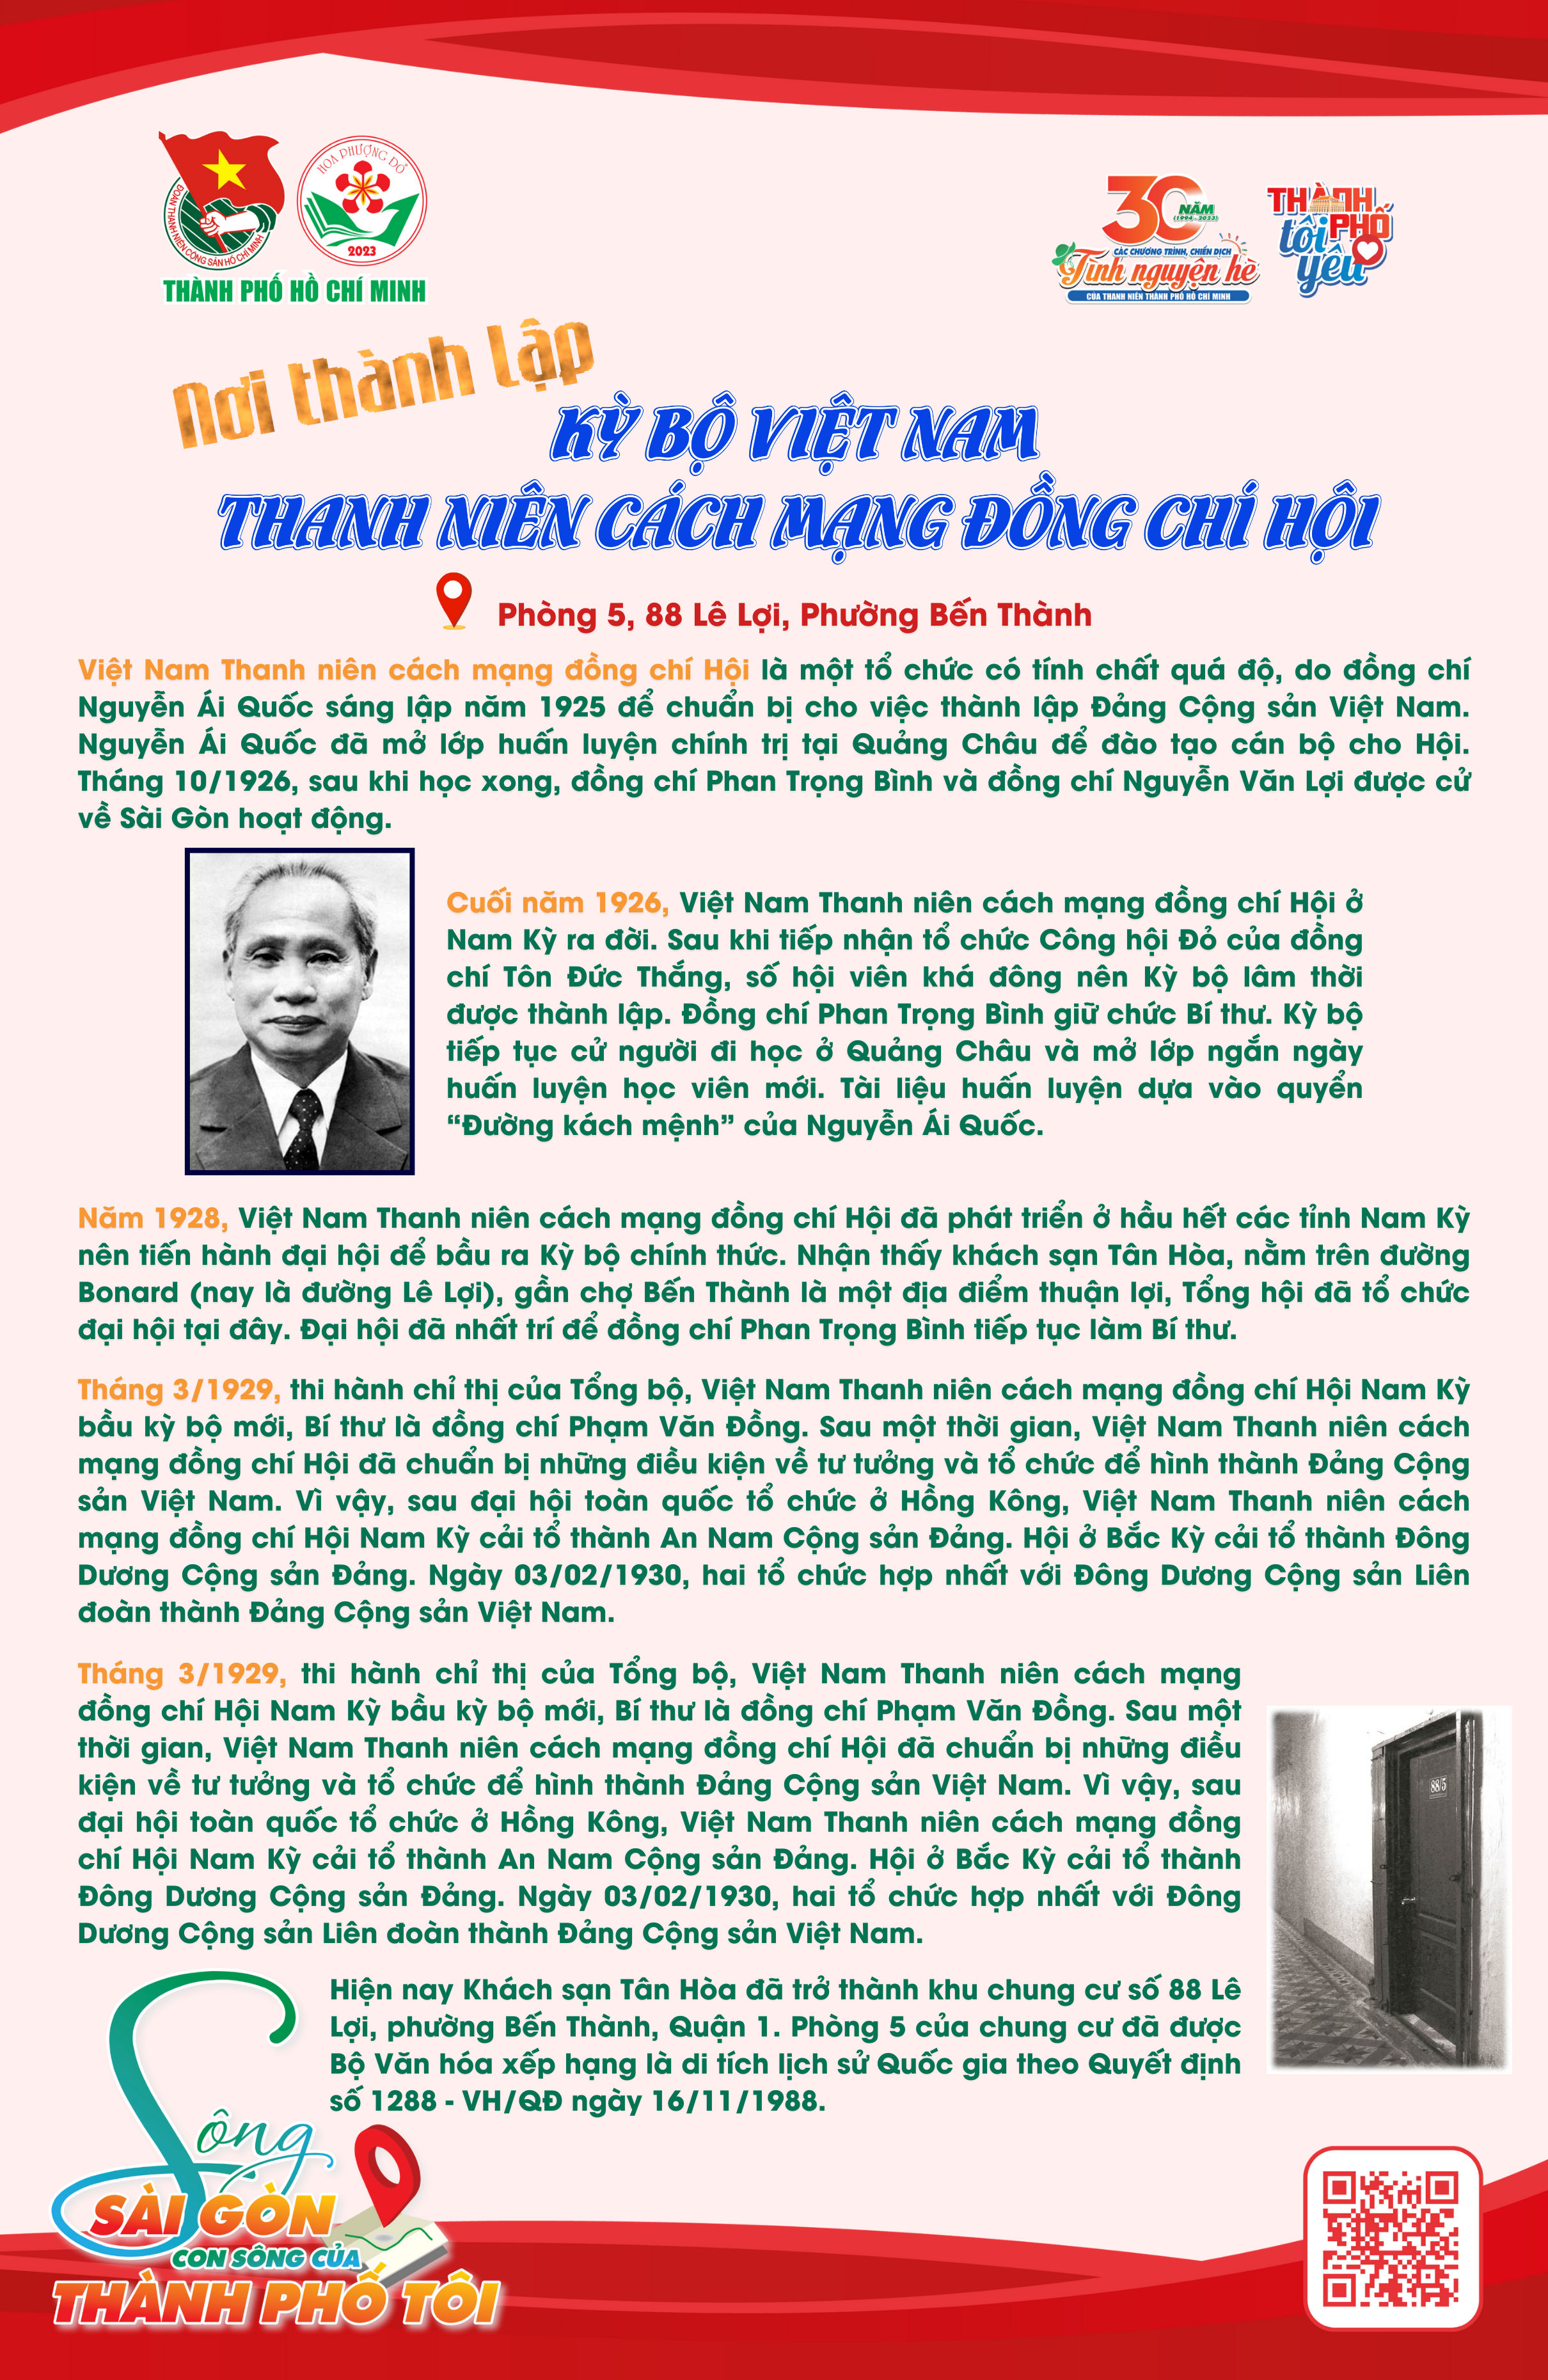 ĐOÀN THANH NIÊN CỘNG SẢN HỒ CHÍ MINH
HOA PHƯỢNG ĐỎ
2023
THÀNH PHỐ HỒ CHÍ MINH
30 NĂM
(1994 - 2023)
CÁC CHƯƠNG TRÌNH, CHIẾN DỊCH
Tình nguyện hè
CỦA THANH NIÊN THÀNH PHỐ HỒ CHÍ MINH
THÀNH
PHỐ
tôi
yêu
Nơi thành lập
KỲ BỘ VIỆT NAM
THANH NIÊN CÁCH MẠNG ĐỒNG CHÍ HỘI
Phòng 5, 88 Lê Lợi, Phường Bến Thành
Việt Nam Thanh niên cách mạng đồng chí Hội là một tổ chức có tính chất quá độ, do đồng chí
Nguyễn Ái Quốc sáng lập năm 1925 để chuẩn bị cho việc thành lập Đảng Cộng sản Việt Nam.
Nguyễn Ái Quốc đã mở lớp huấn luyện chính trị tại Quảng Châu để đào tạo cán bộ cho Hội.
Tháng 10/1926, sau khi học xong, đồng chí Phan Trọng Bình và đồng chí Nguyễn Văn Lợi được cử
về Sài Gòn hoạt động.
Cuối năm 1926, Việt Nam Thanh niên cách mạng đồng chí Hội ở
Nam Kỳ ra đời. Sau khi tiếp nhận tổ chức Công hội Đỏ của đồng
chí Tôn Đức Thắng, số hội viên khá đông nên Kỳ bộ lâm thời
được thành lập. Đồng chí Phan Trọng Bình giữ chức Bí thư. Kỳ bộ
tiếp tục cử người đi học ở Quảng Châu và mở lớp ngắn ngày
huấn luyện học viên mới. Tài liệu huấn luyện dựa vào quyển
“Đường kách mệnh” của Nguyễn Ái Quốc.
Năm 1928, Việt Nam Thanh niên cách mạng đồng chí Hội đã phát triển ở hầu hết các tỉnh Nam Kỳ
nên tiến hành đại hội để bầu ra Kỳ bộ chính thức. Nhận thấy khách sạn Tân Hòa, nằm trên đường
Bonard (nay là đường Lê Lợi), gần chợ Bến Thành là một địa điểm thuận lợi, Tổng hội đã tổ chức
đại hội tại đây. Đại hội đã nhất trí để đồng chí Phan Trọng Bình tiếp tục làm Bí thư.
Tháng 3/1929, thi hành chỉ thị của Tổng bộ, Việt Nam Thanh niên cách mạng đồng chí Hội Nam Kỳ
bầu kỳ bộ mới, Bí thư là đồng chí Phạm Văn Đồng. Sau một thời gian, Việt Nam Thanh niên cách
mạng đồng chí Hội đã chuẩn bị những điều kiện về tư tưởng và tổ chức để hình thành Đảng Cộng
sản Việt Nam. Vì vậy, sau đại hội toàn quốc tổ chức ở Hồng Kông, Việt Nam Thanh niên cách
mạng đồng chí Hội Nam Kỳ cải tổ thành An Nam Cộng sản Đảng. Hội ở Bắc Kỳ cải tổ thành Đông
Dương Cộng sản Đảng. Ngày 03/02/1930, hai tổ chức hợp nhất với Đông Dương Cộng sản Liên
đoàn thành Đảng Cộng sản Việt Nam.
Tháng 3/1929, thi hành chỉ thị của Tổng bộ, Việt Nam Thanh niên cách mạng
đồng chí Hội Nam Kỳ bầu kỳ bộ mới, Bí thư là đồng chí Phạm Văn Đồng. Sau một
thời gian, Việt Nam Thanh niên cách mạng đồng chí Hội đã chuẩn bị những điều
kiện về tư tưởng và tổ chức để hình thành Đảng Cộng sản Việt Nam. Vì vậy, sau
đại hội toàn quốc tổ chức ở Hồng Kông, Việt Nam Thanh niên cách mạng đồng
chí Hội Nam Kỳ cải tổ thành An Nam Cộng sản Đảng. Hội ở Bắc Kỳ cải tổ thành
Đông Dương Cộng sản Đảng. Ngày 03/02/1930, hai tổ chức hợp nhất với Đông
Dương Cộng sản Liên đoàn thành Đảng Cộng sản Việt Nam.
88/5
Hiện nay Khách sạn Tân Hòa đã trở thành khu chung cư số 88 Lê
Lợi, phường Bến Thành, Quận 1. Phòng 5 của chung cư đã được
Bộ Văn hóa xếp hạng là di tích lịch sử Quốc gia theo Quyết định
số 1288 - VH/QĐ ngày 16/11/1988.
Sông
SÀI GÒN
CON SÔNG CỦA
THÀNH PHỐ TÔI